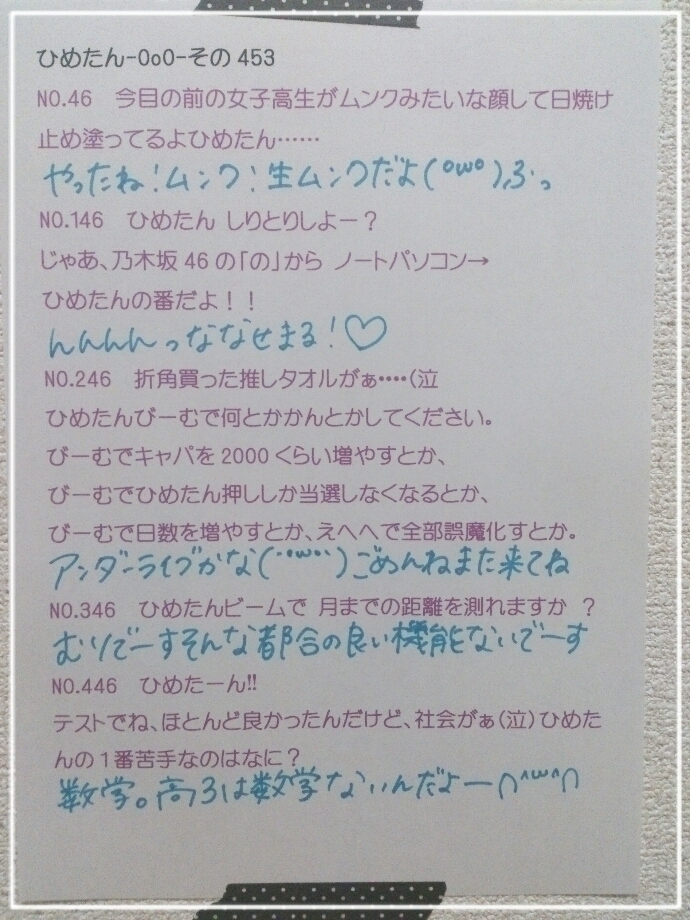 ひめたん-OoO-その453
NO.46　今目の前の女子高生がムンクみたいな顔して日焼け
止め塗ってるよひめたん……
やったね！ムンク！生ムンクだよ(°ω°)ふっ
NO.146　ひめたん しりとりしよー？
じゃあ、乃木坂46の「の」から ノートパソコン→
ひめたんの番だよ！！
んんんんっななせまる！♡
NO.246　折角買った推しタオルがぁ････(泣
ひめたんびーむで何とかかんとかしてください。
びーむでキャパを2000くらい増やすとか、
びーむでひめたん押ししか当選しなくなるとか、
びーむで日数を増やすとか、えへへで全部誤魔化すとか。
アンダーライブかな(¨°ω°¨)ごめんねまた来てね
NO.346　ひめたんビームで 月までの距離を測れますか ？
むりでーすそんな都合の良い機能ないでーす
NO.446　ひめたーん!!
テストでね、ほとんど良かったんだけど、社会がぁ(泣)ひめた
んの1番苦手なのはなに？
数学。高3は数学ないんだよー∩^ω^∩